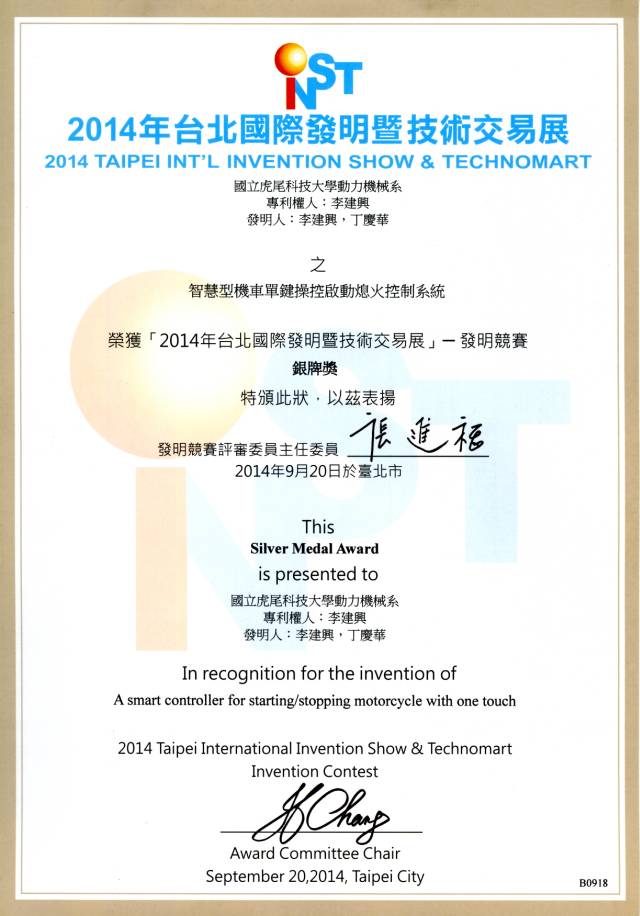 iNST
2014年台北國際發明暨技術交易展
2014 TAIPEI INT'L INVENTION SHOW & TECHNOMART
國立虎尾科技大學動力機械系
專利權人：李建興
發明人：李建興，丁慶華
之
智慧型機車單鍵操控啟動熄火控制系統
榮獲「2014年台北國際發明暨技術交易展」－發明競賽
銀牌獎
特頒此狀，以茲表揚
發明競賽評審委員主任委員 張進福
2014年9月20日於臺北市
This
Silver Medal Award
is presented to
國立虎尾科技大學動力機械系
專利權人：李建興
發明人：李建興，丁慶華
In recognition for the invention of
A smart controller for starting/stopping motorcycle with one touch
2014 Taipei International Invention Show & Technomart
Invention Contest
Chang
Award Committee Chair
September 20,2014, Taipei City
B0918